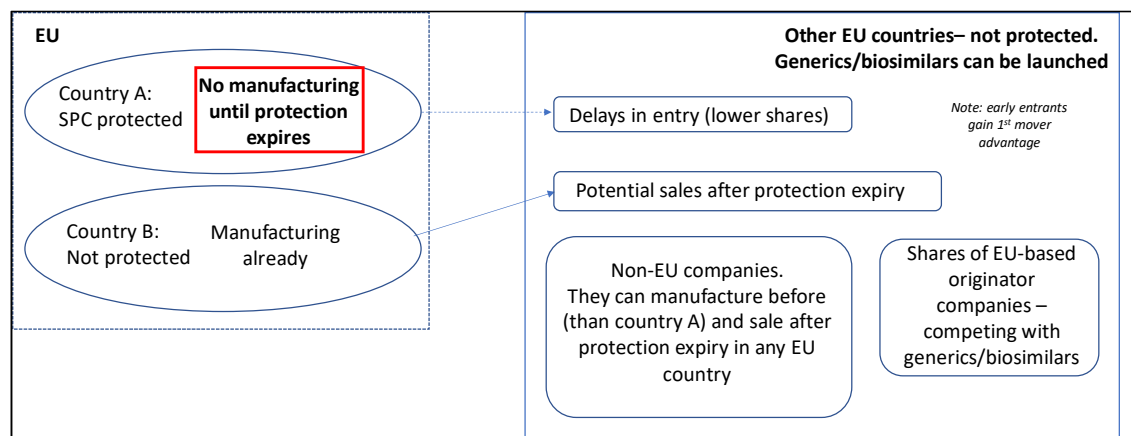 EU
Country A:
SPC protected
No manufacturing
until protection
expires
Country B:
Not protected
Manufacturing
already
Other EU countries– not protected.
Generics/biosimilars can be launched
Delays in entry (lower shares)
Note: early entrants
gain 1st mover
advantage
Potential sales after protection expiry
Non-EU companies.
They can manufacture before
(than country A) and sale after
protection expiry in any EU
country
Shares of EU-based
originator
companies –
competing with
generics/biosimilars